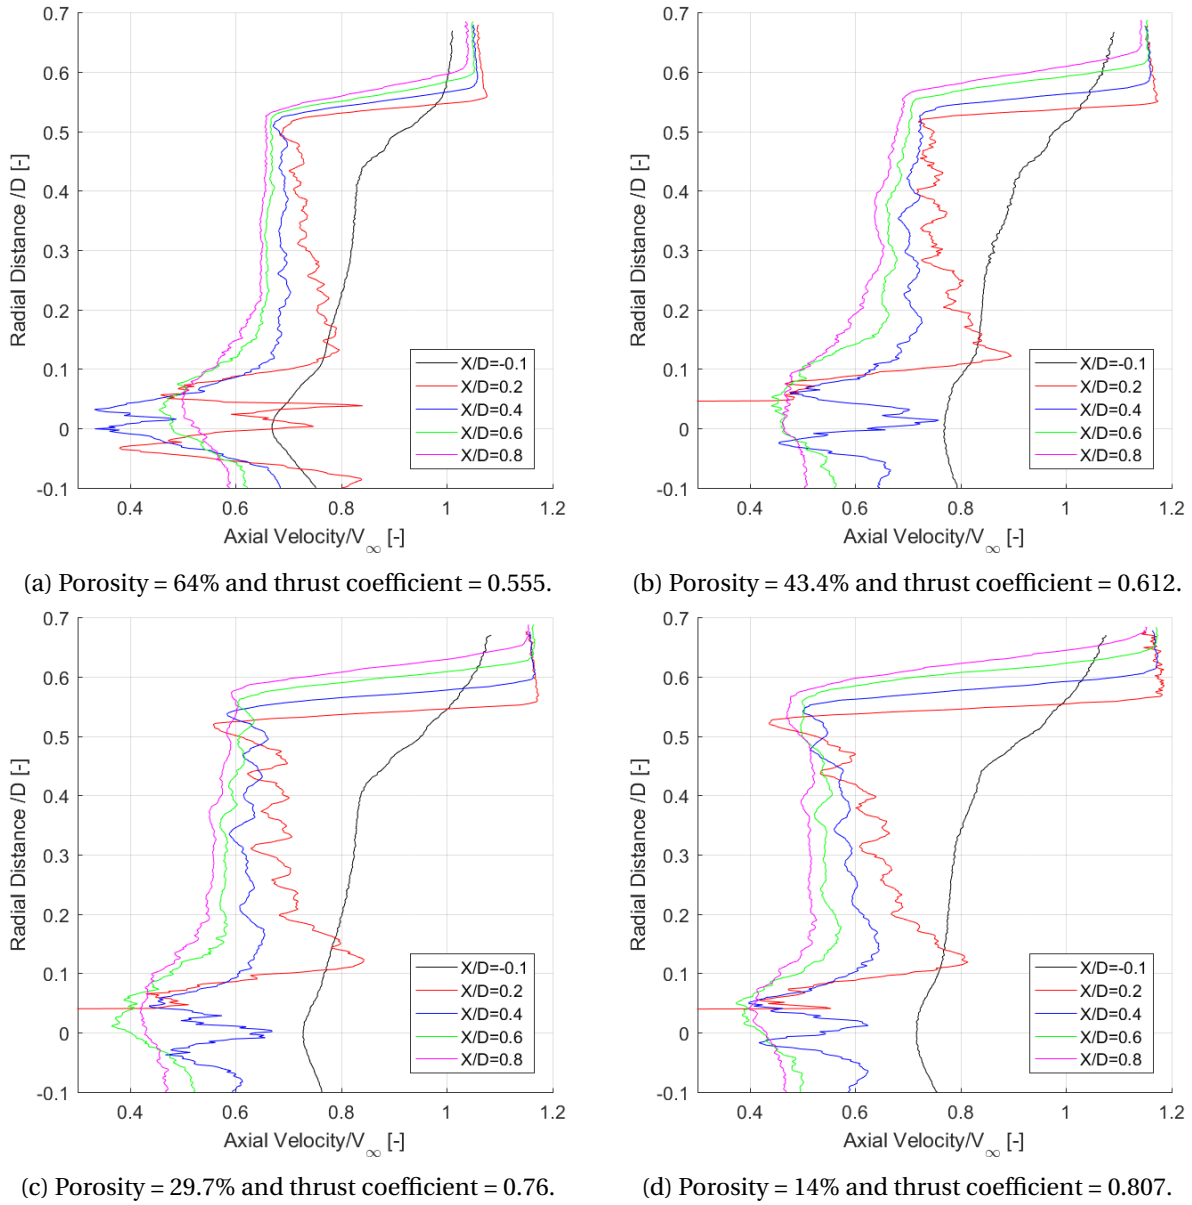 0.7
0.6
0.5
0.4
0.3
0.2
0.1
0
-0.1
Radial Distance /D [-]
0.4 0.6 0.8 1 1.2
Axial Velocity/V∞ [-]
X/D=-0.1
X/D=0.2
X/D=0.4
X/D=0.6
X/D=0.8
(a) Porosity = 64% and thrust coefficient = 0.555.
0.7
0.6
0.5
0.4
0.3
0.2
0.1
0
-0.1
Radial Distance /D [-]
0.4 0.6 0.8 1 1.2
Axial Velocity/V∞ [-]
X/D=-0.1
X/D=0.2
X/D=0.4
X/D=0.6
X/D=0.8
(b) Porosity = 43.4% and thrust coefficient = 0.612.
0.7
0.6
0.5
0.4
0.3
0.2
0.1
0
-0.1
Radial Distance /D [-]
0.4 0.6 0.8 1 1.2
Axial Velocity/V∞ [-]
X/D=-0.1
X/D=0.2
X/D=0.4
X/D=0.6
X/D=0.8
(c) Porosity = 29.7% and thrust coefficient = 0.76.
0.7
0.6
0.5
0.4
0.3
0.2
0.1
0
-0.1
Radial Distance /D [-]
0.4 0.6 0.8 1 1.2
Axial Velocity/V∞ [-]
X/D=-0.1
X/D=0.2
X/D=0.4
X/D=0.6
X/D=0.8
(d) Porosity = 14% and thrust coefficient = 0.807.